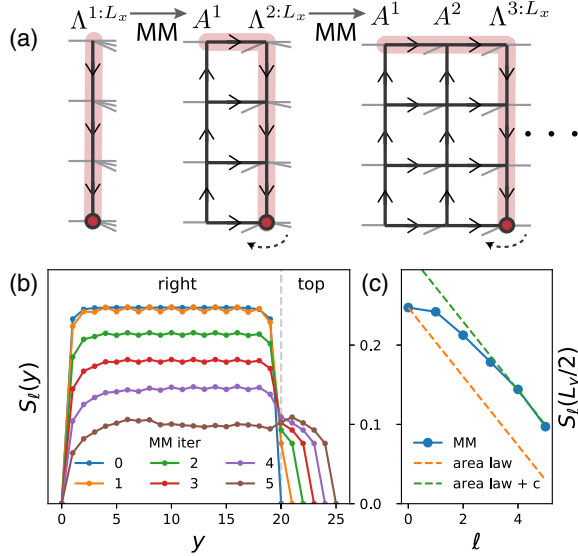 (a)
Λ^{1:L_x} MM A^1 Λ^{2:L_x} MM A^1 A^2 Λ^{3:L_x}
. . .
(b) right top (c)
S_ℓ(y)
MM iter
0 2 4
1 3 5
0 5 10 15 20 25
y
0.2
0.1
0.0
S_ℓ(L_v/2)
MM
area law
area law + c
0 2 4
ℓ